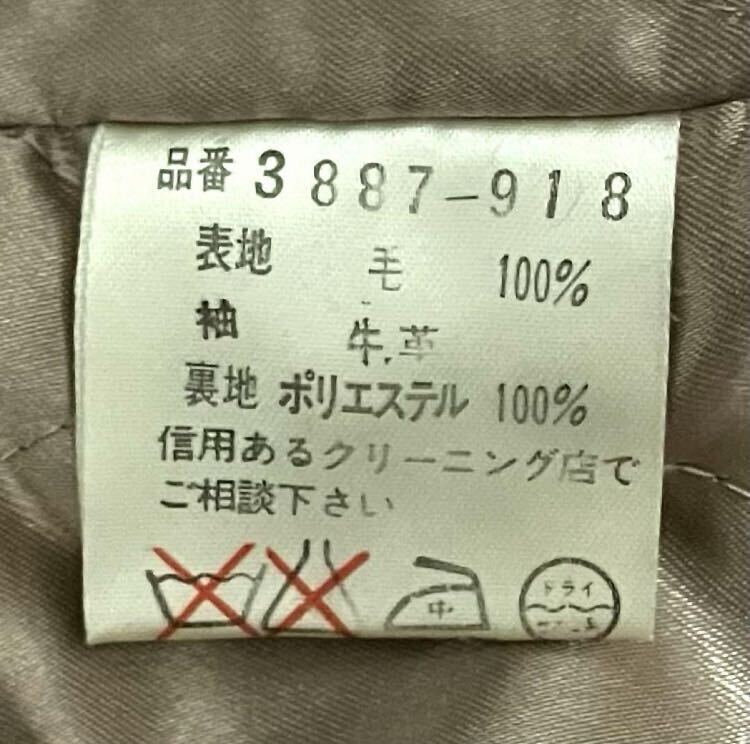 品番 3887-918
表地 毛 100%
袖 牛革
裏地 ポリエステル 100%
信用あるクリーニング店で
ご相談下さい
中
ドライ